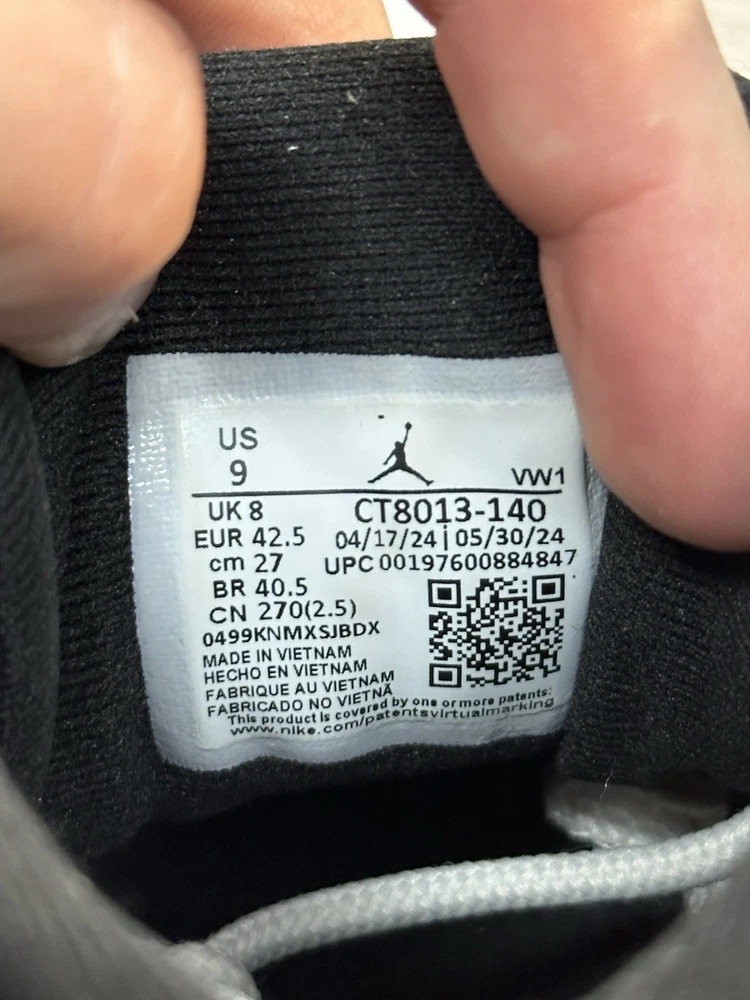 US
9
VW1
UK 8
CT8013-140
EUR 42.5
04/17/24 | 05/30/24
cm 27
UPC 00197600884847
BR 40.5
CN 270(2.5)
0499KNMXSJBDX
MADE IN VIETNAM
HECHO EN VIETNAM
FABRIQUE AU VIETNAM
FABRICADO NO VIETNÃ
This product is covered by one or more patents:
www.nike.com/patentsvirtualmarking